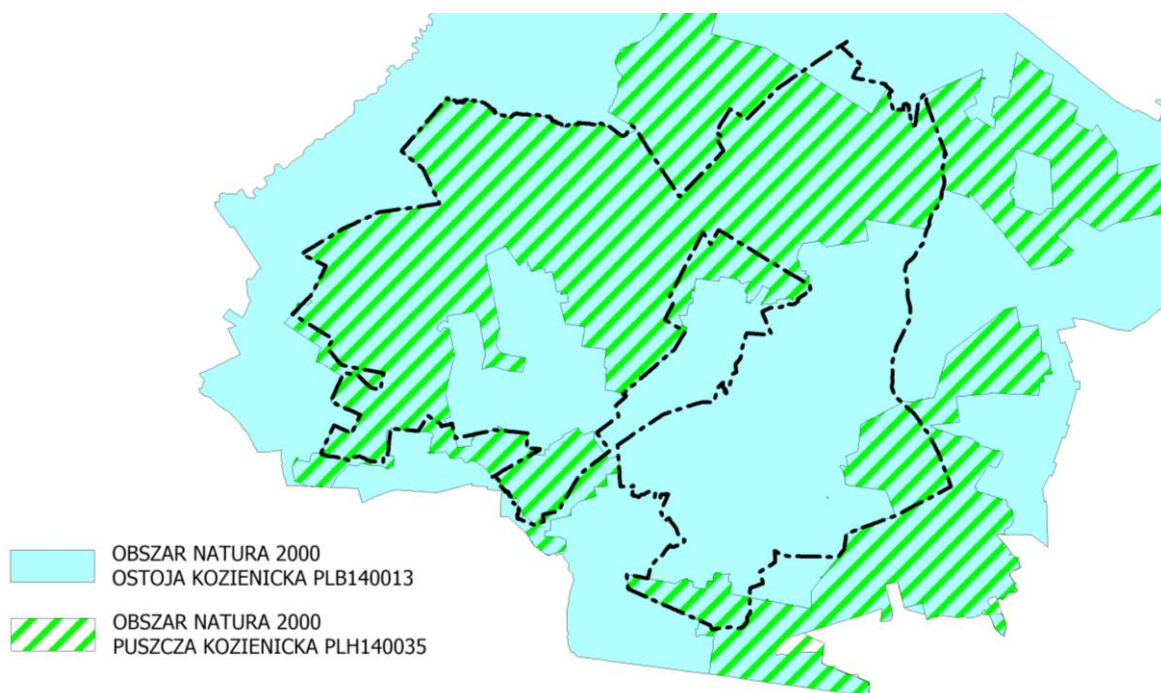 OBSZAR NATURA 2000
OSTOJA KOZIENICKA PLB140013
OBSZAR NATURA 2000
PUSZCZA KOZIENICKA PLH140035